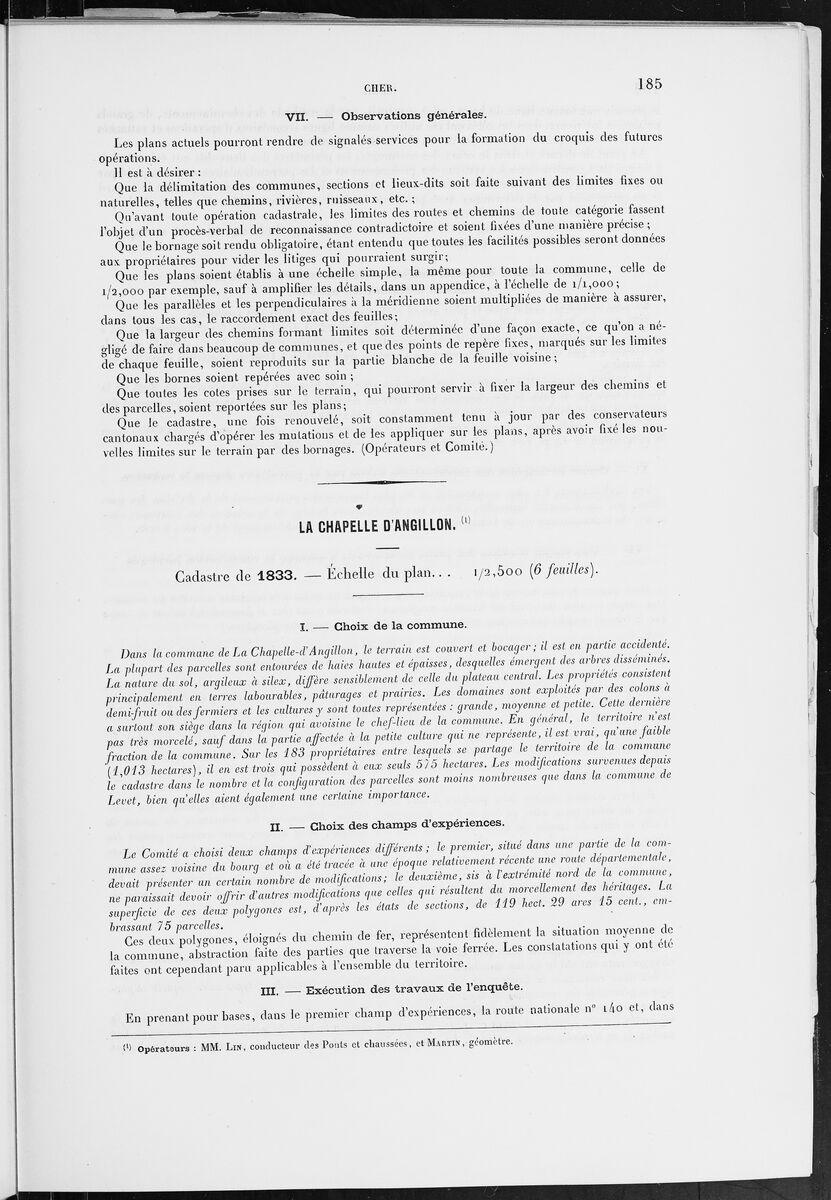 CHER.
185
VII. — Observations générales.
Les plans actuels pourront rendre de signalés services pour la formation du croquis des futures
opérations.
Il est à désirer :
Que la délimitation des communes, sections et lieux-dits soit faite suivant des limites fixes ou
naturelles, telles que chemins, rivières, ruisseaux, etc. ;
Qu'avant toute opération cadastrale, les limites des routes et chemins de toute catégorie fassent
l'objet d'un procès-verbal de reconnaissance contradictoire et soient fixées d'une manière précise ;
Que le bornage soit rendu obligatoire, étant entendu que toutes les facilités possibles seront données
aux propriétaires pour vider les litiges qui pourraient surgir;
Que les plans soient établis à une échelle simple, la même pour toute la commune, celle de
1/2,000 par exemple, sauf à amplifier les détails, dans un appendice, à l'échelle de 1/1,000 ;
Que les parallèles et les perpendiculaires à la méridienne soient multipliées de manière à assurer,
dans tous les cas, le raccordement exact des feuilles;
Que la largeur des chemins formant limites soit déterminée d'une façon exacte, ce qu'on a né-
gligé de faire dans beaucoup de communes, et que des points de repère fixes, marqués sur les limites
de chaque feuille, soient reproduits sur la partie blanche de la feuille voisine ;
Que les bornes soient repérées avec soin ;
Que toutes les cotes prises sur le terrain, qui pourront servir à fixer la largeur des chemins et
des parcelles, soient reportées sur les plans;
Que le cadastre, une fois renouvelé, soit constamment tenu à jour par des conservateurs
cantonaux chargés d'opérer les mutations et de les appliquer sur les plans, après avoir fixé les nou-
velles limites sur le terrain par des bornages. (Opérateurs et Comité.)
LA CHAPELLE D'ANGILLON. (1)
Cadastre de 1833. — Échelle du plan... 1/2,500 (6 feuilles).
I. — Choix de la commune.
Dans la commune de La Chapelle-d'Angillon, le terrain est couvert et bocager ; il est en partie accidenté.
La plupart des parcelles sont entourées de haies hautes et épaisses, desquelles émergent des arbres disséminés.
La nature du sol, argileux à silex, diffère sensiblement de celle du plateau central. Les propriétés consistent
principalement en terres labourables, pâturages et prairies. Les domaines sont exploités par des colons à
demi-fruit ou des fermiers et les cultures y sont toutes représentées : grande, moyenne et petite. Cette dernière
a surtout son siège dans la région qui avoisine le chef-lieu de la commune. En général, le territoire n'est
pas très morcelé, sauf dans la partie affectée à la petite culture qui ne représente, il est vrai, qu'une faible
fraction de la commune. Sur les 183 propriétaires entre lesquels se partage le territoire de la commune
(1,013 hectares), il en est trois qui possèdent à eux seuls 575 hectares. Les modifications survenues depuis
le cadastre dans le nombre et la configuration des parcelles sont moins nombreuses que dans la commune de
Levet, bien qu'elles aient également une certaine importance.
II. — Choix des champs d'expériences.
Le Comité a choisi deux champs d'expériences différents ; le premier, situé dans une partie de la com-
mune assez voisine du bourg et où a été tracée à une époque relativement récente une route départementale,
devait présenter un certain nombre de modifications; le deuxième, sis à l'extrémité nord de la commune,
ne paraissait devoir offrir d'autres modifications que celles qui résultent du morcellement des héritages. La
superficie de ces deux polygones est, d'après les états de sections, de 119 hect. 29 ares 15 cent., em-
brassant 75 parcelles.
Ces deux polygones, éloignés du chemin de fer, représentent fidèlement la situation moyenne de
la commune, abstraction faite des parties que traverse la voie ferrée. Les constatations qui y ont été
faites ont cependant paru applicables à l'ensemble du territoire.
III. — Exécution des travaux de l'enquête.
En prenant pour bases, dans le premier champ d'expériences, la route nationale n° 140 et, dans
(1) Opérateurs : MM. LIN, conducteur des Ponts et chaussées, et MARTIN, géomètre.